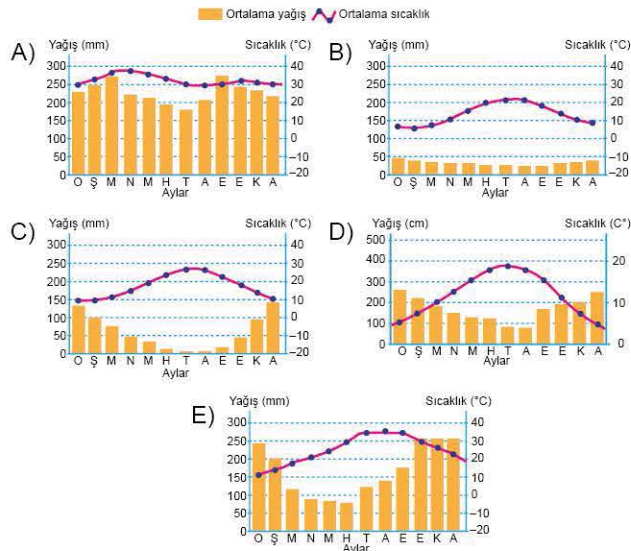 Ortalama yağış Ortalama sıcaklık
A) Yağış (mm) Sıcaklık (°C)
300 40
250 30
200 20
150 10
100 0
50 –10
0 –20
O Ş M N M H T A E E K A
Aylar
B) Yağış (mm) Sıcaklık (°C)
300 40
250 30
200 20
150 10
100 0
50 –10
0 –20
O Ş M N M H T A E E K A
Aylar
C) Yağış (mm) Sıcaklık (°C)
300 40
250 30
200 20
150 10
100 0
50 –10
0 –20
O Ş M N M H T A E E K A
Aylar
D) Yağış (cm) Sıcaklık (C°)
500
400 20
300
200 10
100
0 0
O Ş M N M H T A E E K A
Aylar
E) Yağış (mm) Sıcaklık (°C)
300 40
250 30
200 20
150 10
100 0
50 –10
0 –20
O Ş M N M H T A E E K A
Aylar